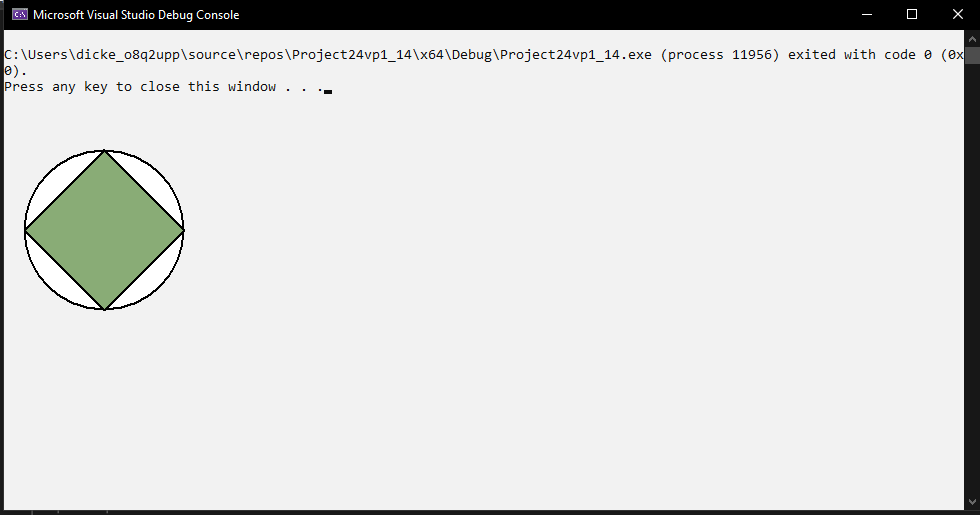 Microsoft Visual Studio Debug Console
C:\Users\dicke_o8q2upp\source\repos\Project24vp1_14\x64\Debug\Project24vp1_14.exe (process 11956) exited with code 0 (0x
0).
Press any key to close this window . . .